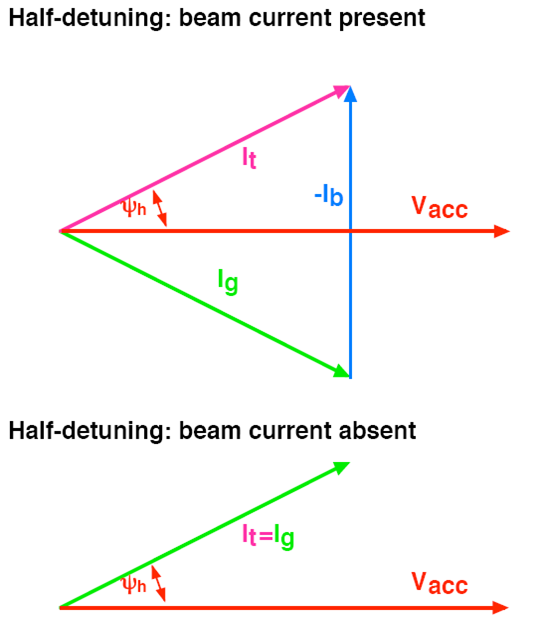 Half-detuning: beam current present
It
ψh
-Ib
Vacc
Ig
Half-detuning: beam current absent
It=Ig
ψh
Vacc